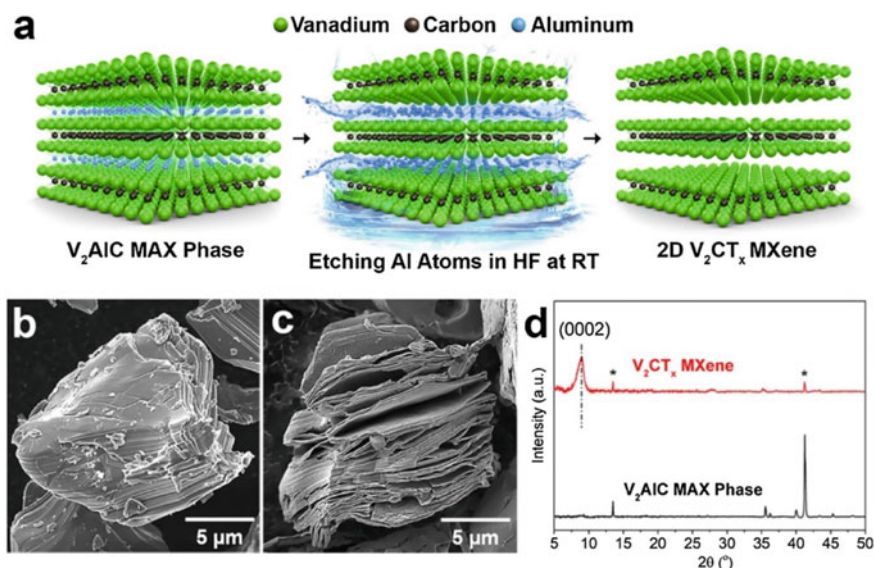 a
Vanadium Carbon Aluminum
V₂AlC MAX Phase
Etching Al Atoms in HF at RT
2D V₂CTₓ MXene
b
5 µm
c
5 µm
d
(0002)
* *
V₂CTₓ MXene
V₂AlC MAX Phase
Intensity (a.u.)
5 10 15 20 25 30 35 40 45 50
2θ (°)